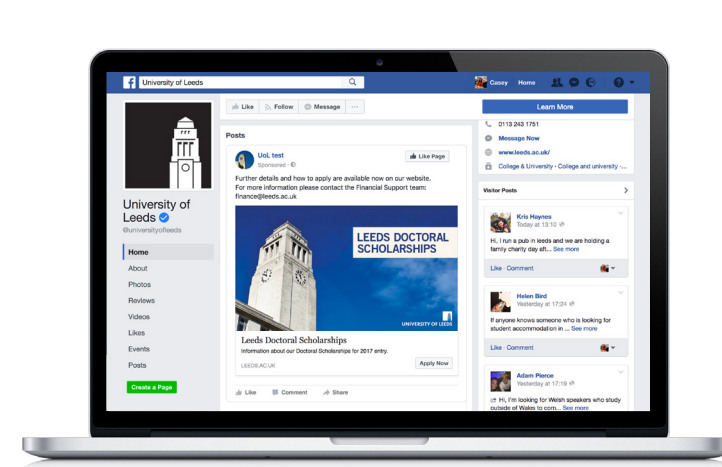 University of Leeds
Casey Home
Like Follow Message ...
Learn More
Posts
UoL test
Sponsored ·
Like Page
Further details and how to apply are available now on our website.
For more information please contact the Financial Support team:
finance@leeds.ac.uk
LEEDS DOCTORAL
SCHOLARSHIPS
UNIVERSITY OF LEEDS
Leeds Doctoral Scholarships
Information about our Doctoral Scholarships for 2017 entry.
LEEDS.AC.UK
Apply Now
Like Comment Share
University of
Leeds
@universityofleeds
Home
About
Photos
Reviews
Videos
Likes
Events
Posts
Create a Page
0113 243 1751
Message Now
www.leeds.ac.uk/
College & University · College and university ·...
Visitor Posts
Kris Haynes
Today at 13:10
Hi, I run a pub in leeds and we are holding a
family charity day aft... See more
Like · Comment
Helen Bird
Yesterday at 17:24
If anyone knows someone who is looking for
student accommodation in ... See more
Like · Comment
Adam Pierce
Yesterday at 17:19
Hi, I'm looking for Welsh speakers who study
outside of Wales to com... See more